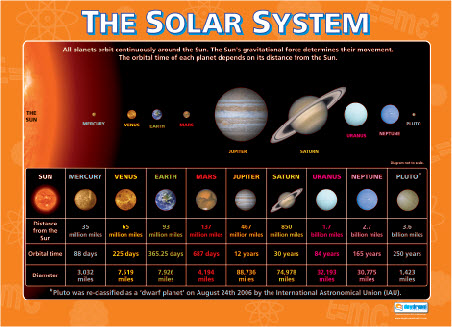 THE SOLAR SYSTEM
All planets orbit continuously around the Sun. The Sun's gravitational force determines their movement.
The orbital time of each planet depends on its distance from the Sun.
THE SUN
MERCURY
VENUS
EARTH
MARS
JUPITER
SATURN
URANUS
NEPTUNE
PLUTO
Diagram not to scale.
SUN MERCURY VENUS EARTH MARS JUPITER SATURN URANUS NEPTUNE PLUTO*
Distance from the Sun 35 million miles 65 million miles 93 million miles 137 million miles 467 million miles 850 million miles 1.7 billion miles 2.7 billion miles 3.6 billion miles
Orbital time 88 days 225 days 365.25 days 687 days 12 years 30 years 84 years 165 years 250 years
Diameter 3,032 miles 7,519 miles 7,926 miles 4,194 miles 88,736 miles 74,978 miles 32,193 miles 30,775 miles 1,423 miles
*Pluto was re-classified as a 'dwarf planet' on August 24th 2006 by the International Astronomical Union (IAU).
daydream
E=mc²